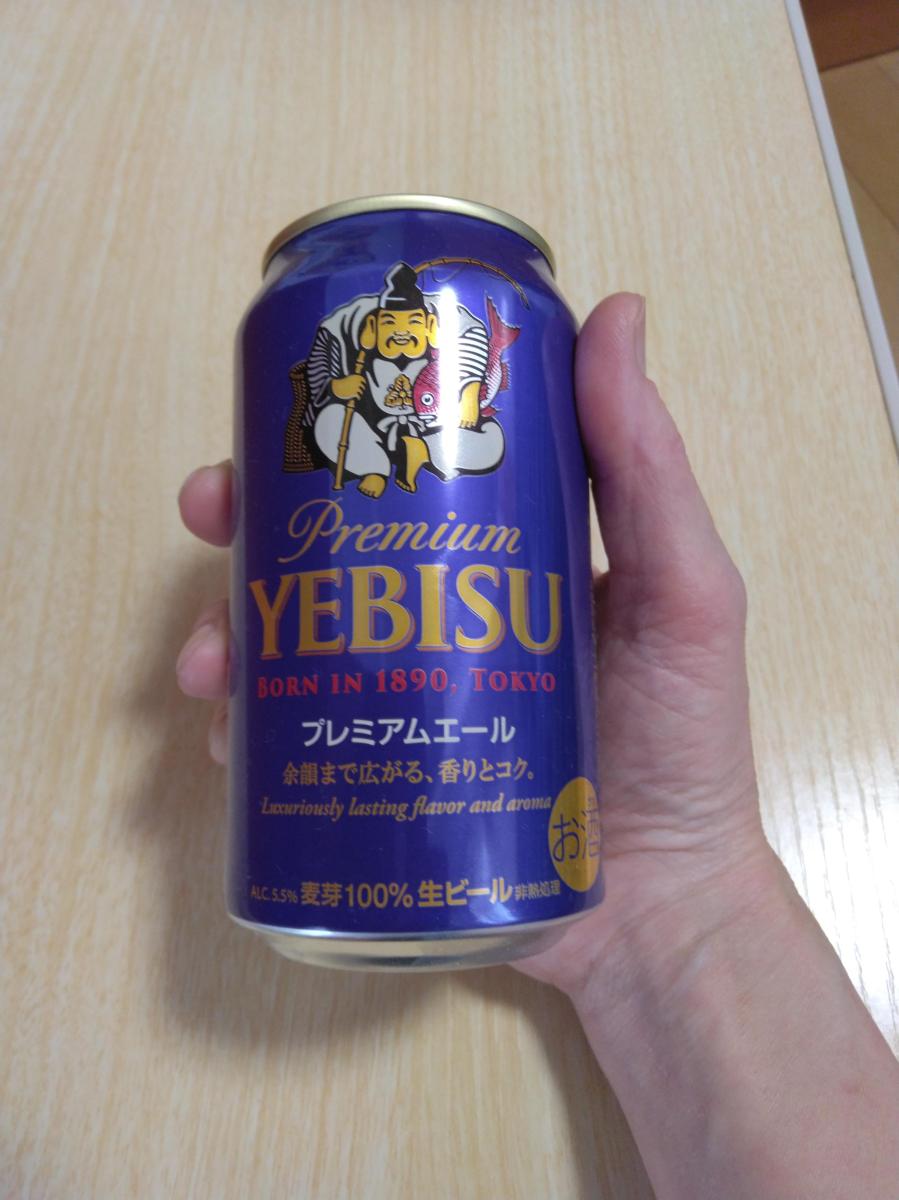 Premium
YEBISU
BORN IN 1890, TOKYO
プレミアムエール
余韻まで広がる、香りとコク。
Luxuriously lasting flavor and aroma
お酒
ALC.5.5% 麦芽100% 生ビール 非熱処理